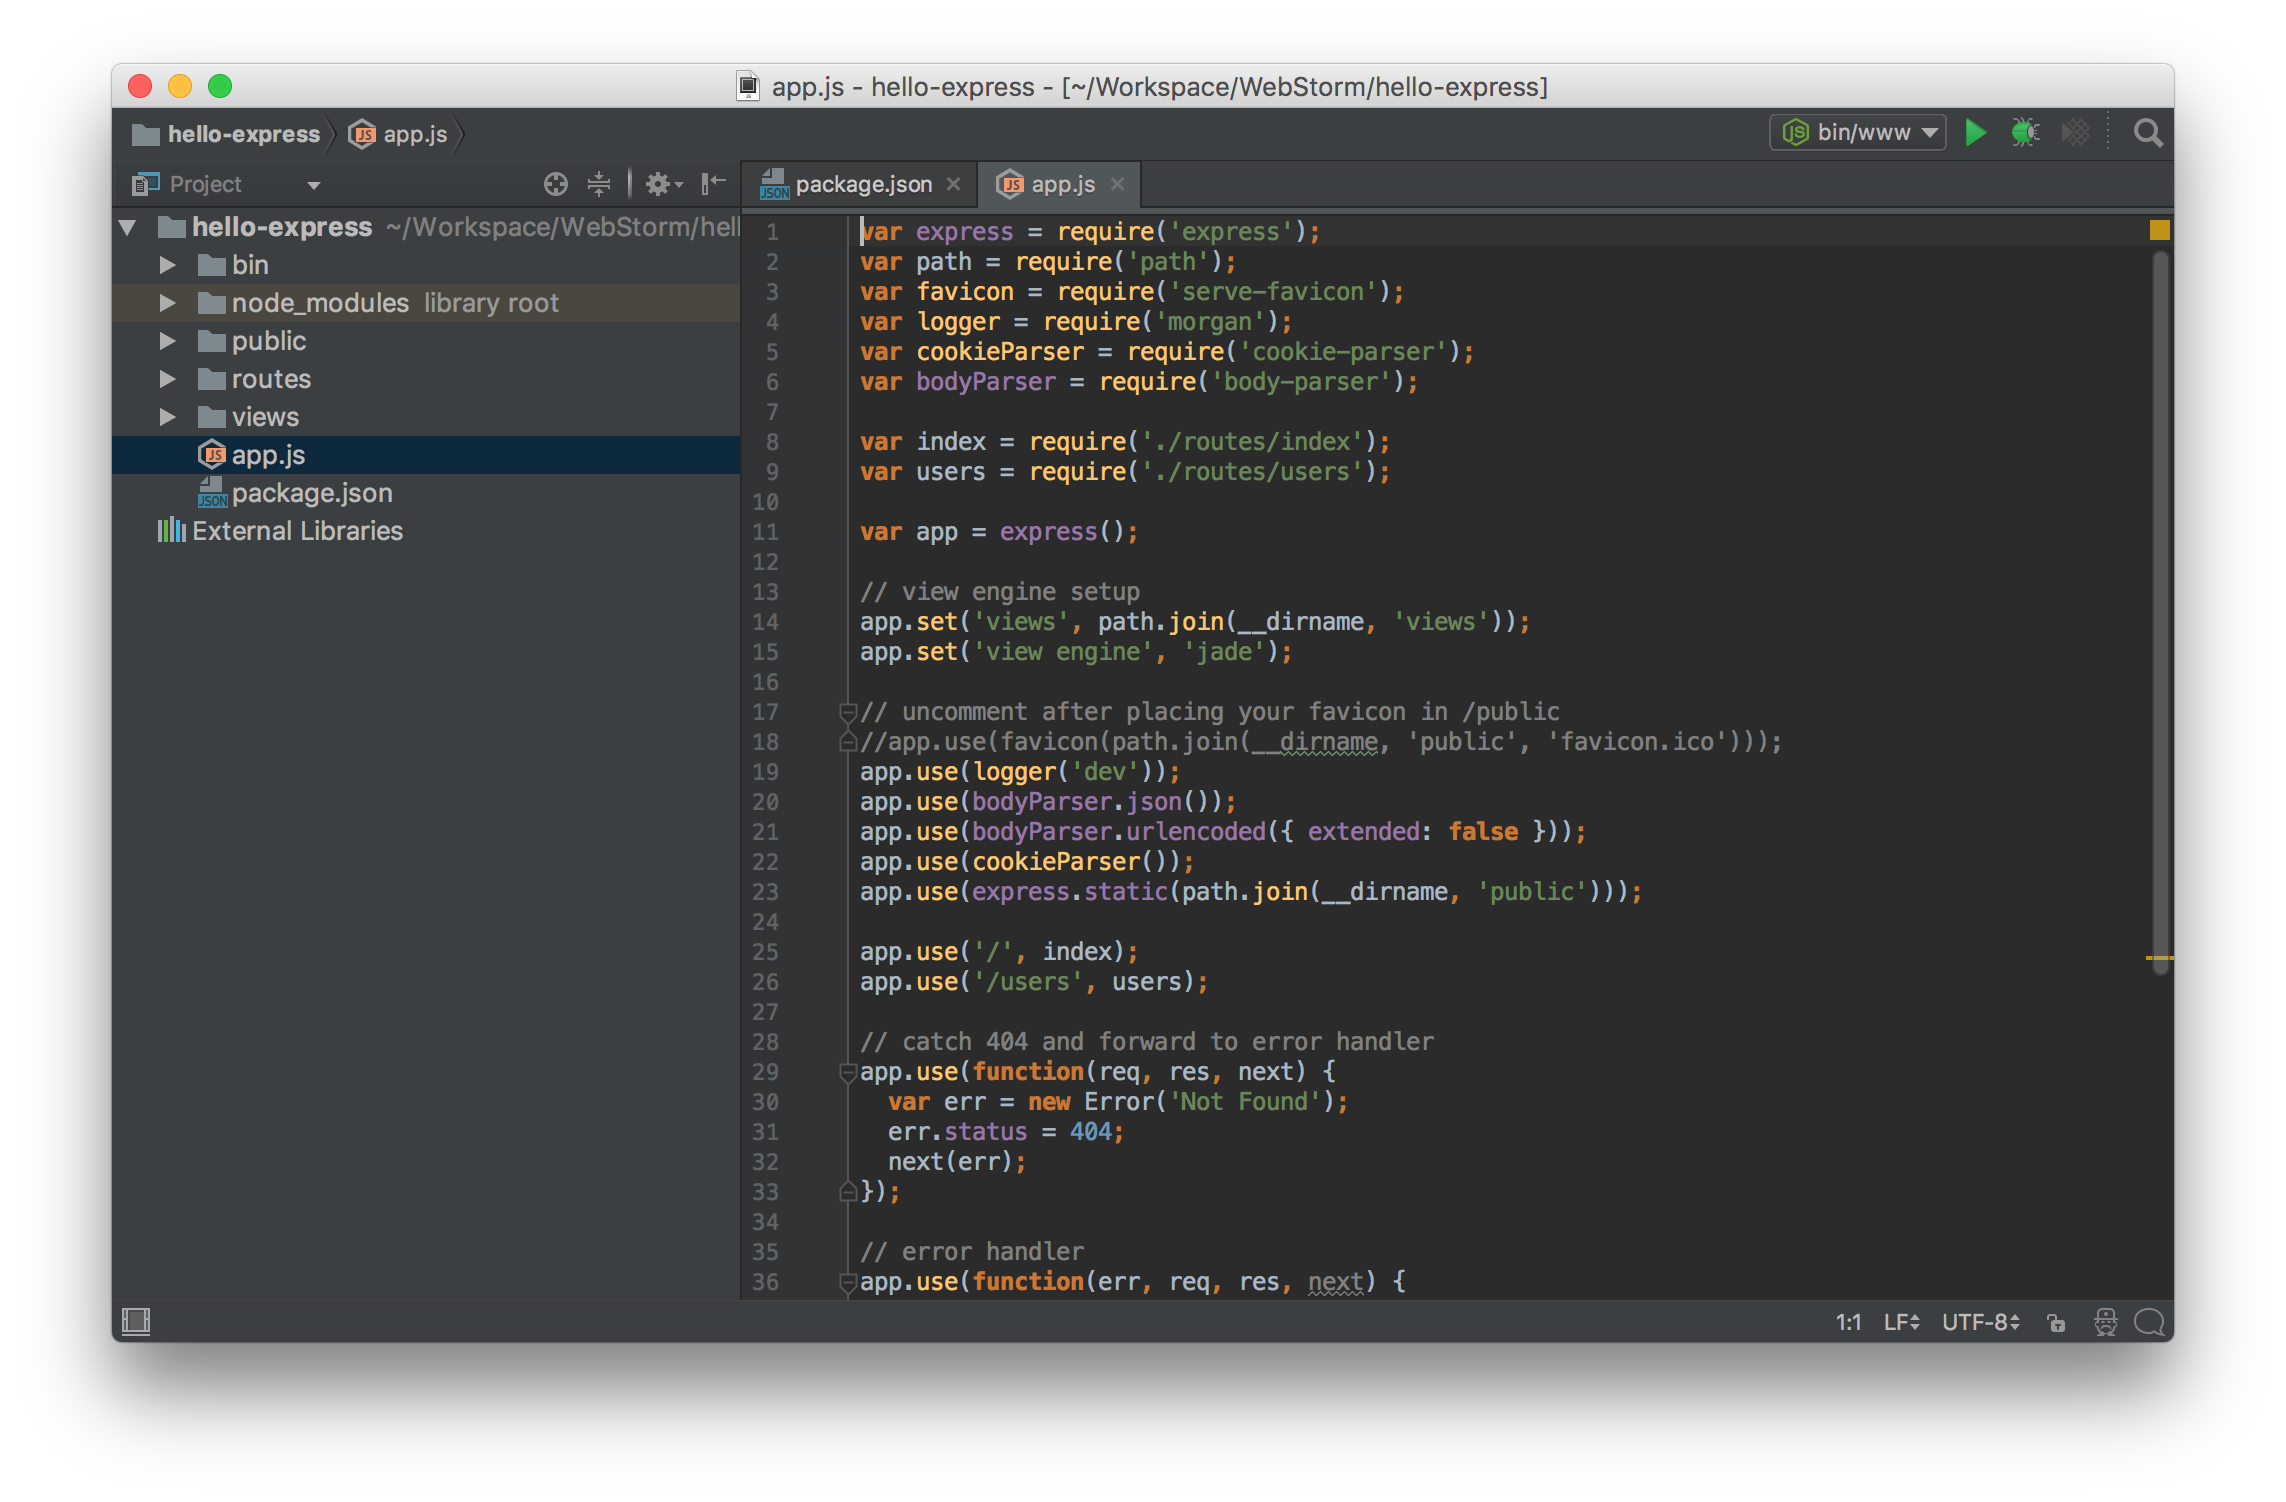 app.js - hello-express - [~/Workspace/WebStorm/hello-express]
hello-express app.js
bin/www
Project
package.json
app.js
hello-express ~/Workspace/WebStorm/hell
bin
node_modules library root
public
routes
views
app.js
package.json
External Libraries
1 var express = require('express');
2 var path = require('path');
3 var favicon = require('serve-favicon');
4 var logger = require('morgan');
5 var cookieParser = require('cookie-parser');
6 var bodyParser = require('body-parser');
7
8 var index = require('./routes/index');
9 var users = require('./routes/users');
10
11 var app = express();
12
13 // view engine setup
14 app.set('views', path.join(__dirname, 'views'));
15 app.set('view engine', 'jade');
16
17 // uncomment after placing your favicon in /public
18 //app.use(favicon(path.join(__dirname, 'public', 'favicon.ico')));
19 app.use(logger('dev'));
20 app.use(bodyParser.json());
21 app.use(bodyParser.urlencoded({ extended: false }));
22 app.use(cookieParser());
23 app.use(express.static(path.join(__dirname, 'public')));
24
25 app.use('/', index);
26 app.use('/users', users);
27
28 // catch 404 and forward to error handler
29 app.use(function(req, res, next) {
30   var err = new Error('Not Found');
31   err.status = 404;
32   next(err);
33 });
34
35 // error handler
36 app.use(function(err, req, res, next) {
1:1 LF UTF-8